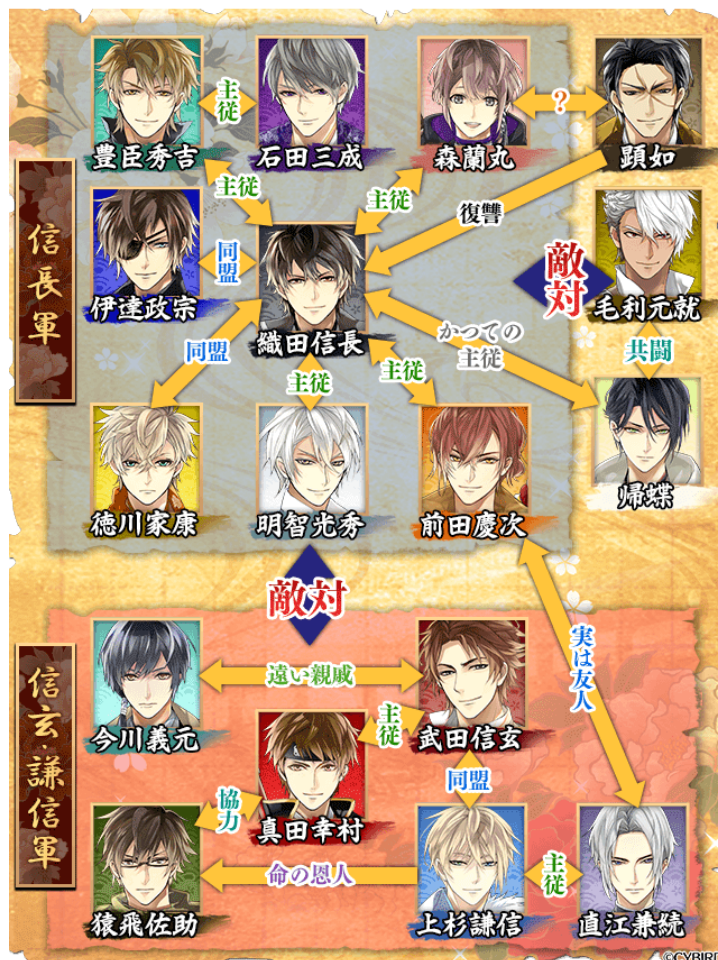 豊臣秀吉
主従
石田三成
森蘭丸
?
顕如
信長軍
主従
主従
復讐
伊達政宗
同盟
織田信長
敵対
毛利元就
同盟
主従
主従
かつての
主従
共闘
徳川家康
明智光秀
前田慶次
帰蝶
敵対
実は友人
信玄・謙信軍
今川義元
遠い親戚
武田信玄
主従
真田幸村
同盟
協力
猿飛佐助
命の恩人
上杉謙信
主従
直江兼続